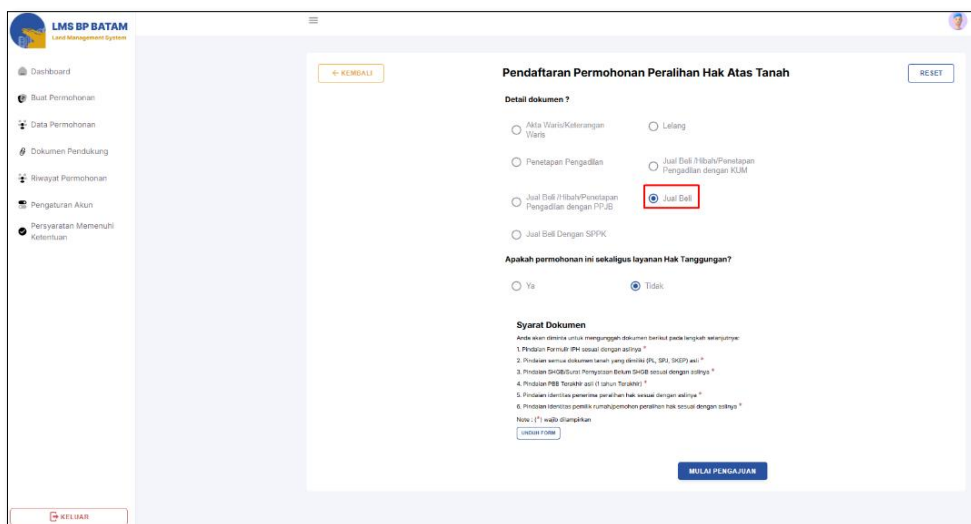 LMS BP BATAM
Land Management System
Dashboard
Buat Permohonan
Data Permohonan
Dokumen Pendukung
Riwayat Permohonan
Pengaturan Akun
Persyaratan Memenuhi
Ketentuan
KELUAR
← KEMBALI
Pendaftaran Permohonan Peralihan Hak Atas Tanah
RESET
Detail dokumen ?
Akta Waris/Keterangan
Waris
Lelang
Penetapan Pengadilan
Jual Beli /Hibah/Penetapan
Pengadilan dengan KUM
Jual Beli /Hibah/Penetapan
Pengadilan dengan PPJB
Jual Beli
Jual Beli Dengan SPPK
Apakah permohonan ini sekaligus layanan Hak Tanggungan?
Ya
Tidak
Syarat Dokumen
Anda akan diminta untuk mengunggah dokumen berikut pada langkah selanjutnya:
1. Pindaian Formulir IPH sesuai dengan aslinya *
2. Pindaian semua dokumen tanah yang dimiliki (PL, SPJ, SKEP) asli *
3. Pindaian SHGB/Surat Pernyataan Belum SHGB sesuai dengan aslinya *
4. Pindaian PBB Terakhir asli (1 tahun Terakhir) *
5. Pindaian identitas penerima peralihan hak sesuai dengan aslinya *
6. Pindaian identitas pemilik rumah/pemohon peralihan hak sesuai dengan aslinya *
Note : (*) wajib dilampirkan
UNDUH FORM
MULAI PENGAJUAN